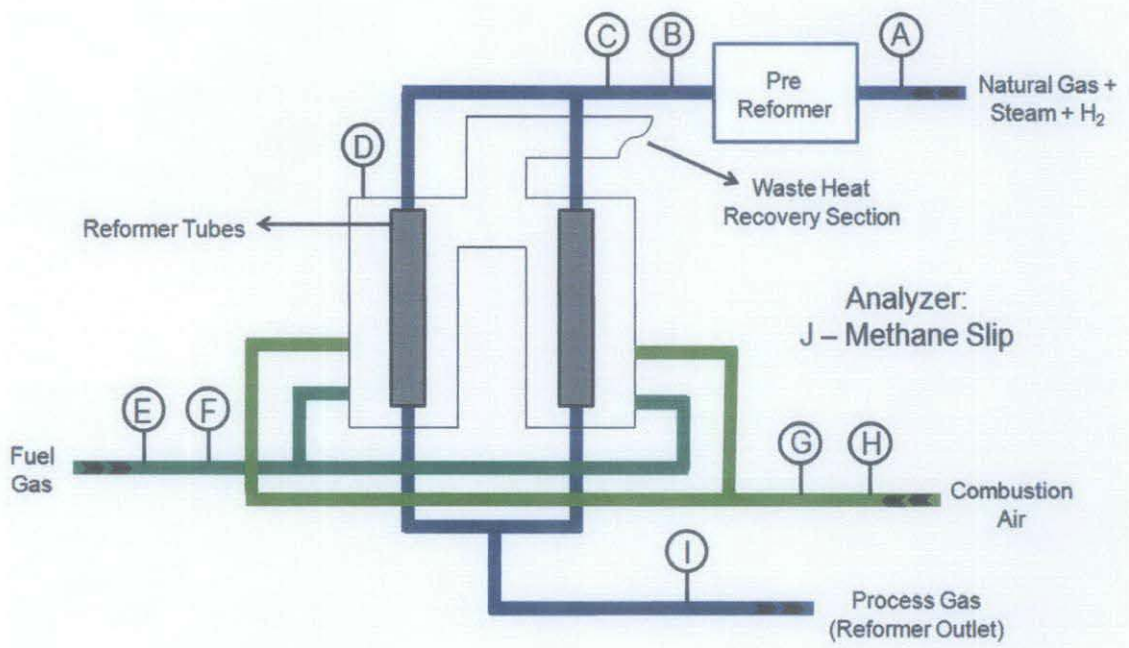 C
B
A
Pre
Reformer
Natural Gas +
Steam + H₂
D
Waste Heat
Recovery Section
Reformer Tubes
Analyzer:
J – Methane Slip
E
F
G
H
Fuel
Gas
Combustion
Air
I
Process Gas
(Reformer Outlet)